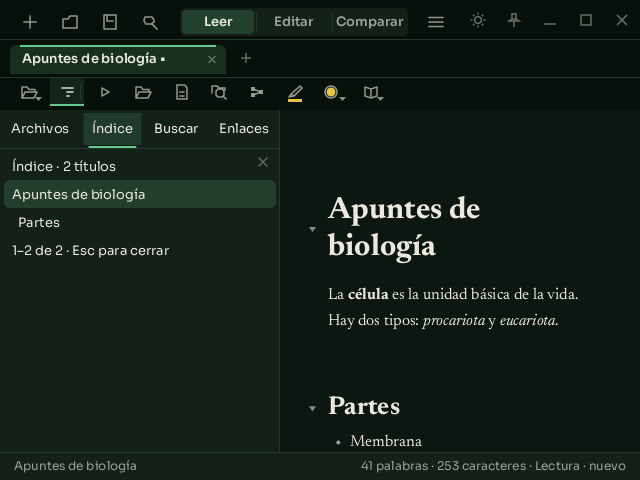 Leer
Editar
Comparar
Apuntes de biología •
Archivos
Índice
Buscar
Enlaces
Índice · 2 títulos
Apuntes de biología
Partes
1–2 de 2 · Esc para cerrar
Apuntes de
biología
La célula es la unidad básica de la vida.
Hay dos tipos: procariota y eucariota.
Partes
• Membrana
Apuntes de biología
41 palabras · 253 caracteres · Lectura · nuevo